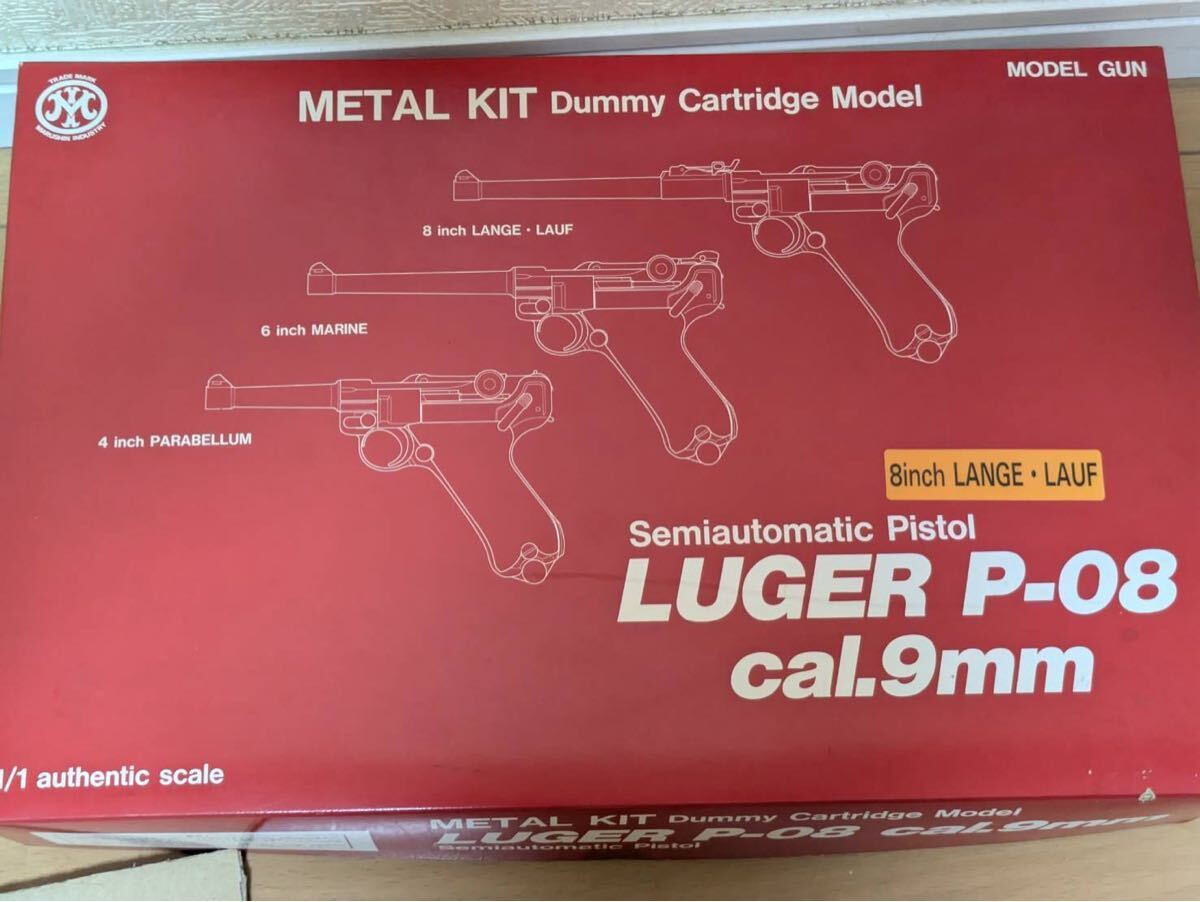 TRADE MARK
MARUSHIN INDUSTRY
MODEL GUN
METAL KIT Dummy Cartridge Model
8 inch LANGE・LAUF
6 inch MARINE
4 inch PARABELLUM
8inch LANGE・LAUF
Semiautomatic Pistol
LUGER P-08
cal.9mm
1/1 authentic scale
METAL KIT Dummy Cartridge Model
LUGER P-08 cal.9mm
Semiautomatic Pistol